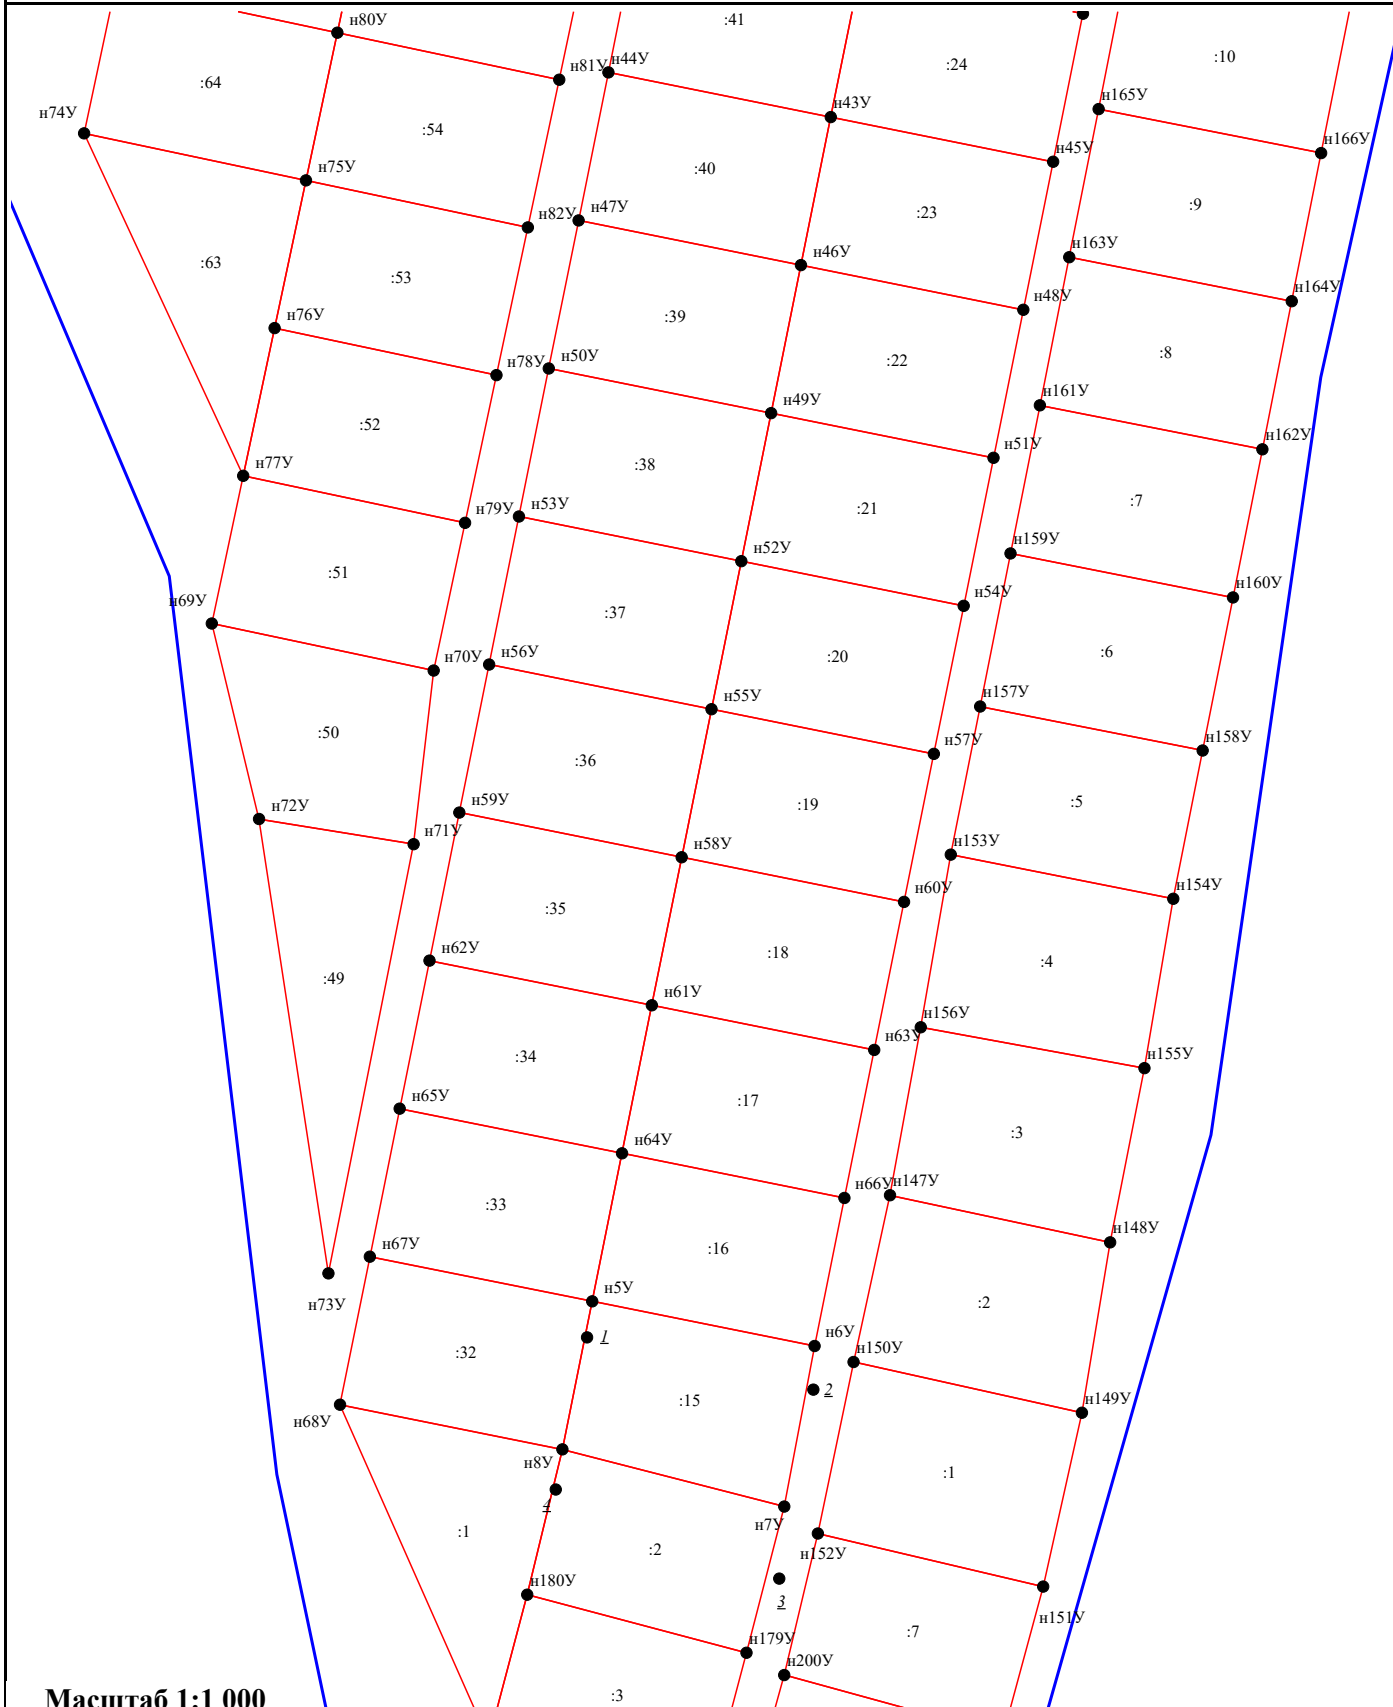 :41
н80У
:10
:24
н81У
н44У
:64
н165У
н74У
н43У
:54
н166У
н45У
:40
н75У
:9
н82У
н47У
:23
н163У
н46У
:63
:53
н164У
н48У
н76У
:39
:8
н78У
н50У
:22
н161У
н49У
:52
н162У
н51У
н77У
:38
:7
н79У
н53У
:21
н159У
н52У
:51
н160У
н54У
н69У
:37
:6
н70У
н56У
:20
н157У
н55У
:50
н158У
н57У
:36
:5
н72У
н59У
:19
н71У
н153У
н58У
н154У
н60У
:35
:4
н62У
:18
:49
н61У
н156У
н63У
:34
н155У
н65У
:17
:3
н64У
н66У
н147У
:33
н148У
н67У
:16
н5У
:2
н73У
1
н6У
:32
н150У
2
:15
н149У
н68У
н8У
:1
4
н7У
:1
:2
н152У
н180У
3
н151У
:7
н179У
н200У
:3
Масштаб 1:1 000